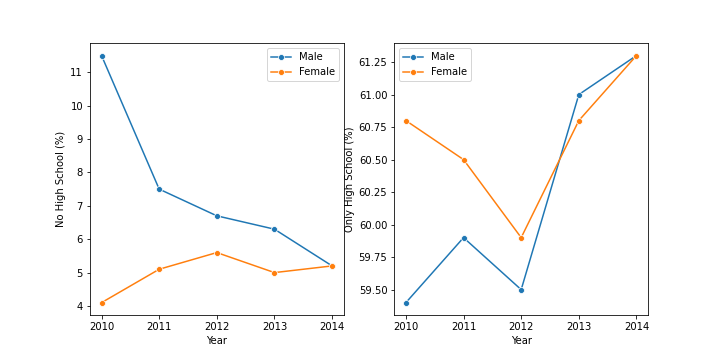 No High School (%)
11
10
9
8
7
6
5
4
Male
Female
2010 2011 2012 2013 2014
Year
Only High School (%)
61.25
61.00
60.75
60.50
60.25
60.00
59.75
59.50
Male
Female
2010 2011 2012 2013 2014
Year